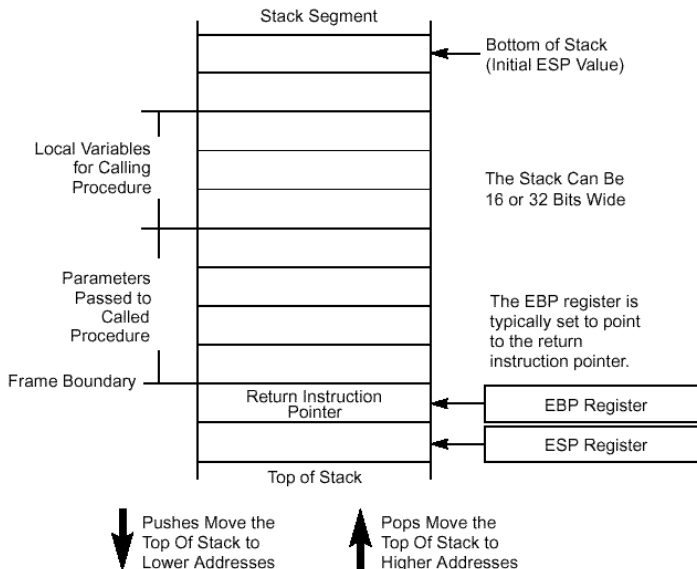 Stack Segment
Bottom of Stack
(Initial ESP Value)
Local Variables
for Calling
Procedure
The Stack Can Be
16 or 32 Bits Wide
Parameters
Passed to
Called
Procedure
The EBP register is
typically set to point
to the return
instruction pointer.
Frame Boundary
Return Instruction
Pointer
EBP Register
ESP Register
Top of Stack
Pushes Move the
Top Of Stack to
Lower Addresses
Pops Move the
Top Of Stack to
Higher Addresses